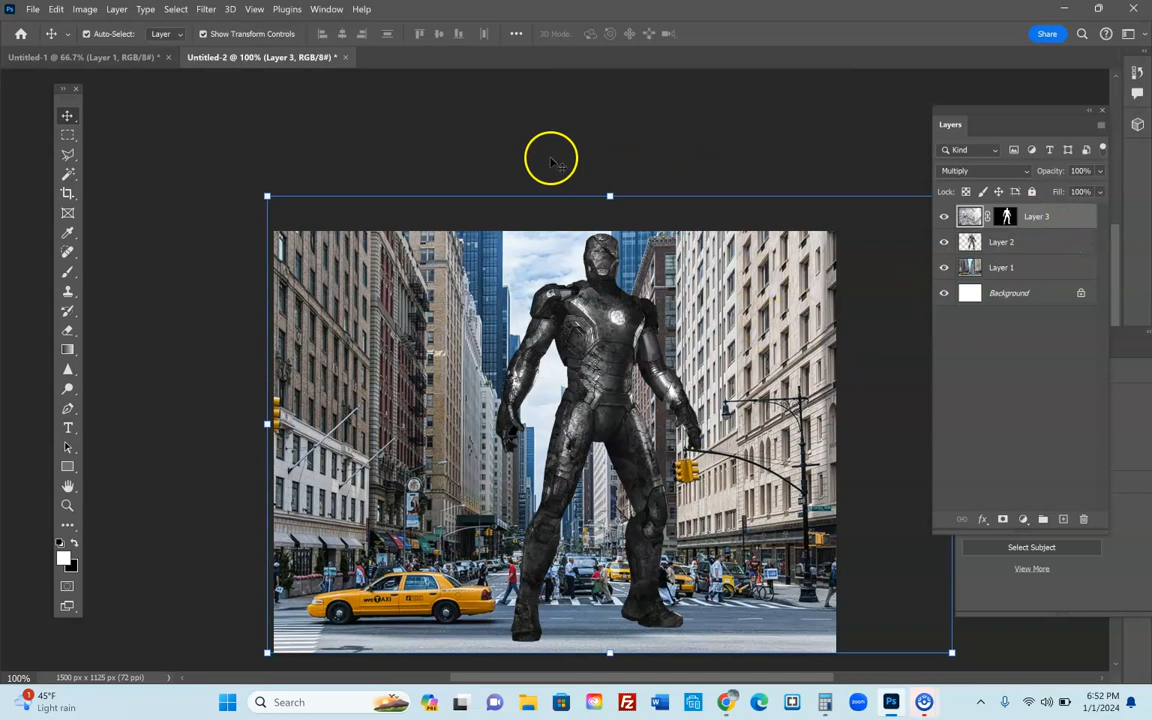 Ps File Edit Image Layer Type Select Filter 3D View Plugins Window Help
Auto-Select: Layer Show Transform Controls 3D Mode: Share
Untitled-1 @ 66.7% (Layer 1, RGB/8#) * × Untitled-2 @ 100% (Layer 3, RGB/8#) * ×
Layers
Kind
Multiply Opacity: 100%
Lock: Fill: 100%
Layer 3
Layer 2
Layer 1
Background
Select Subject
View More
TAXI
100% 1500 px x 1125 px (72 ppi)
45°F
Light rain
Search
6:52 PM
1/1/2024